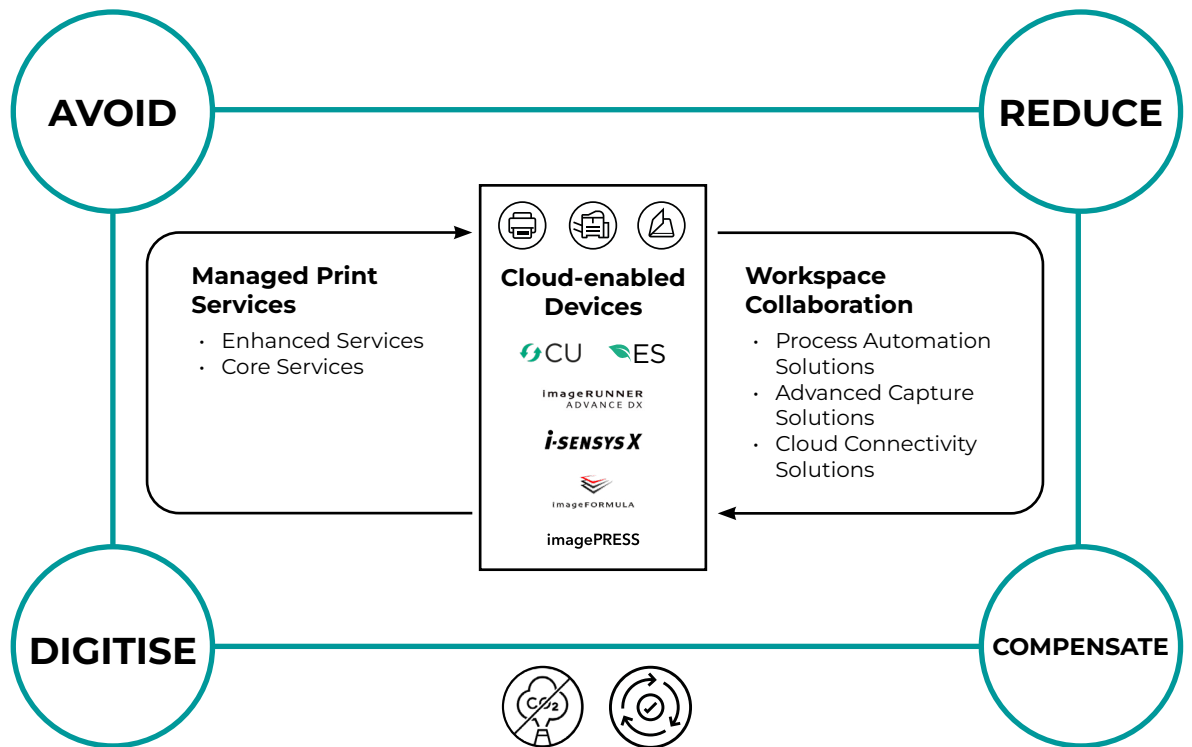 AVOID
REDUCE
Managed Print
Services
· Enhanced Services
· Core Services
Cloud-enabled
Devices
CU
ES
imageRUNNER
ADVANCE DX
i-SENSYS X
imageFORMULA
imagePRESS
Workspace
Collaboration
· Process Automation
Solutions
· Advanced Capture
Solutions
· Cloud Connectivity
Solutions
DIGITISE
COMPENSATE
CO2